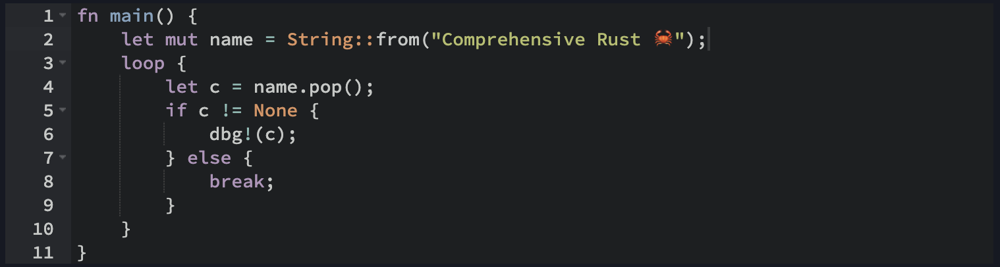 1 fn main() {
2     let mut name = String::from("Comprehensive Rust 🦀");
3     loop {
4         let c = name.pop();
5         if c != None {
6             dbg!(c);
7         } else {
8             break;
9         }
10     }
11 }